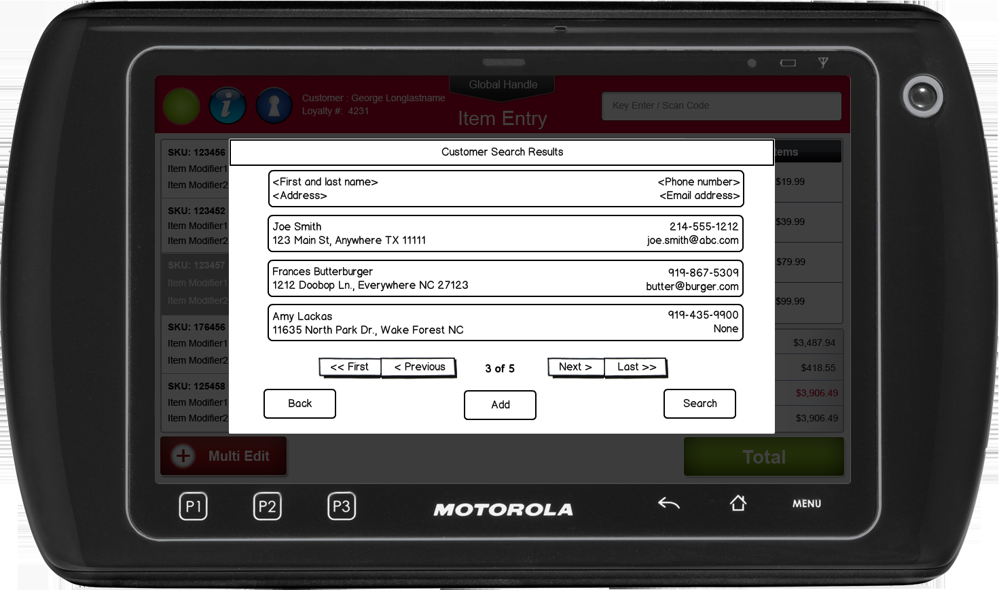 Global Handle
Customer : George Longlastname
Loyalty #: 4231
Item Entry
Key Enter / Scan Code
SKU: 123456
Item Modifier1
Item Modifier2
SKU: 123452
Item Modifier1
Item Modifier2
SKU: 123457
Item Modifier1
Item Modifier2
SKU: 176456
Item Modifier1
Item Modifier2
SKU: 125458
Item Modifier1
Item Modifier2
Customer Search Results
<First and last name> <Phone number>
<Address> <Email address>
Joe Smith 214-555-1212
123 Main St, Anywhere TX 11111 joe.smith@abc.com
Frances Butterburger 919-867-5309
1212 Doobop Ln., Everywhere NC 27123 butter@burger.com
Amy Lackas 919-435-9900
11635 North Park Dr., Wake Forest NC None
<< First < Previous 3 of 5 Next > Last >>
Back Add Search
tems
$19.99
$39.99
$79.99
$99.99
$3,487.94
$418.55
$3,906.49
$3,906.49
Multi Edit Total
P1 P2 P3 MOTOROLA MENU